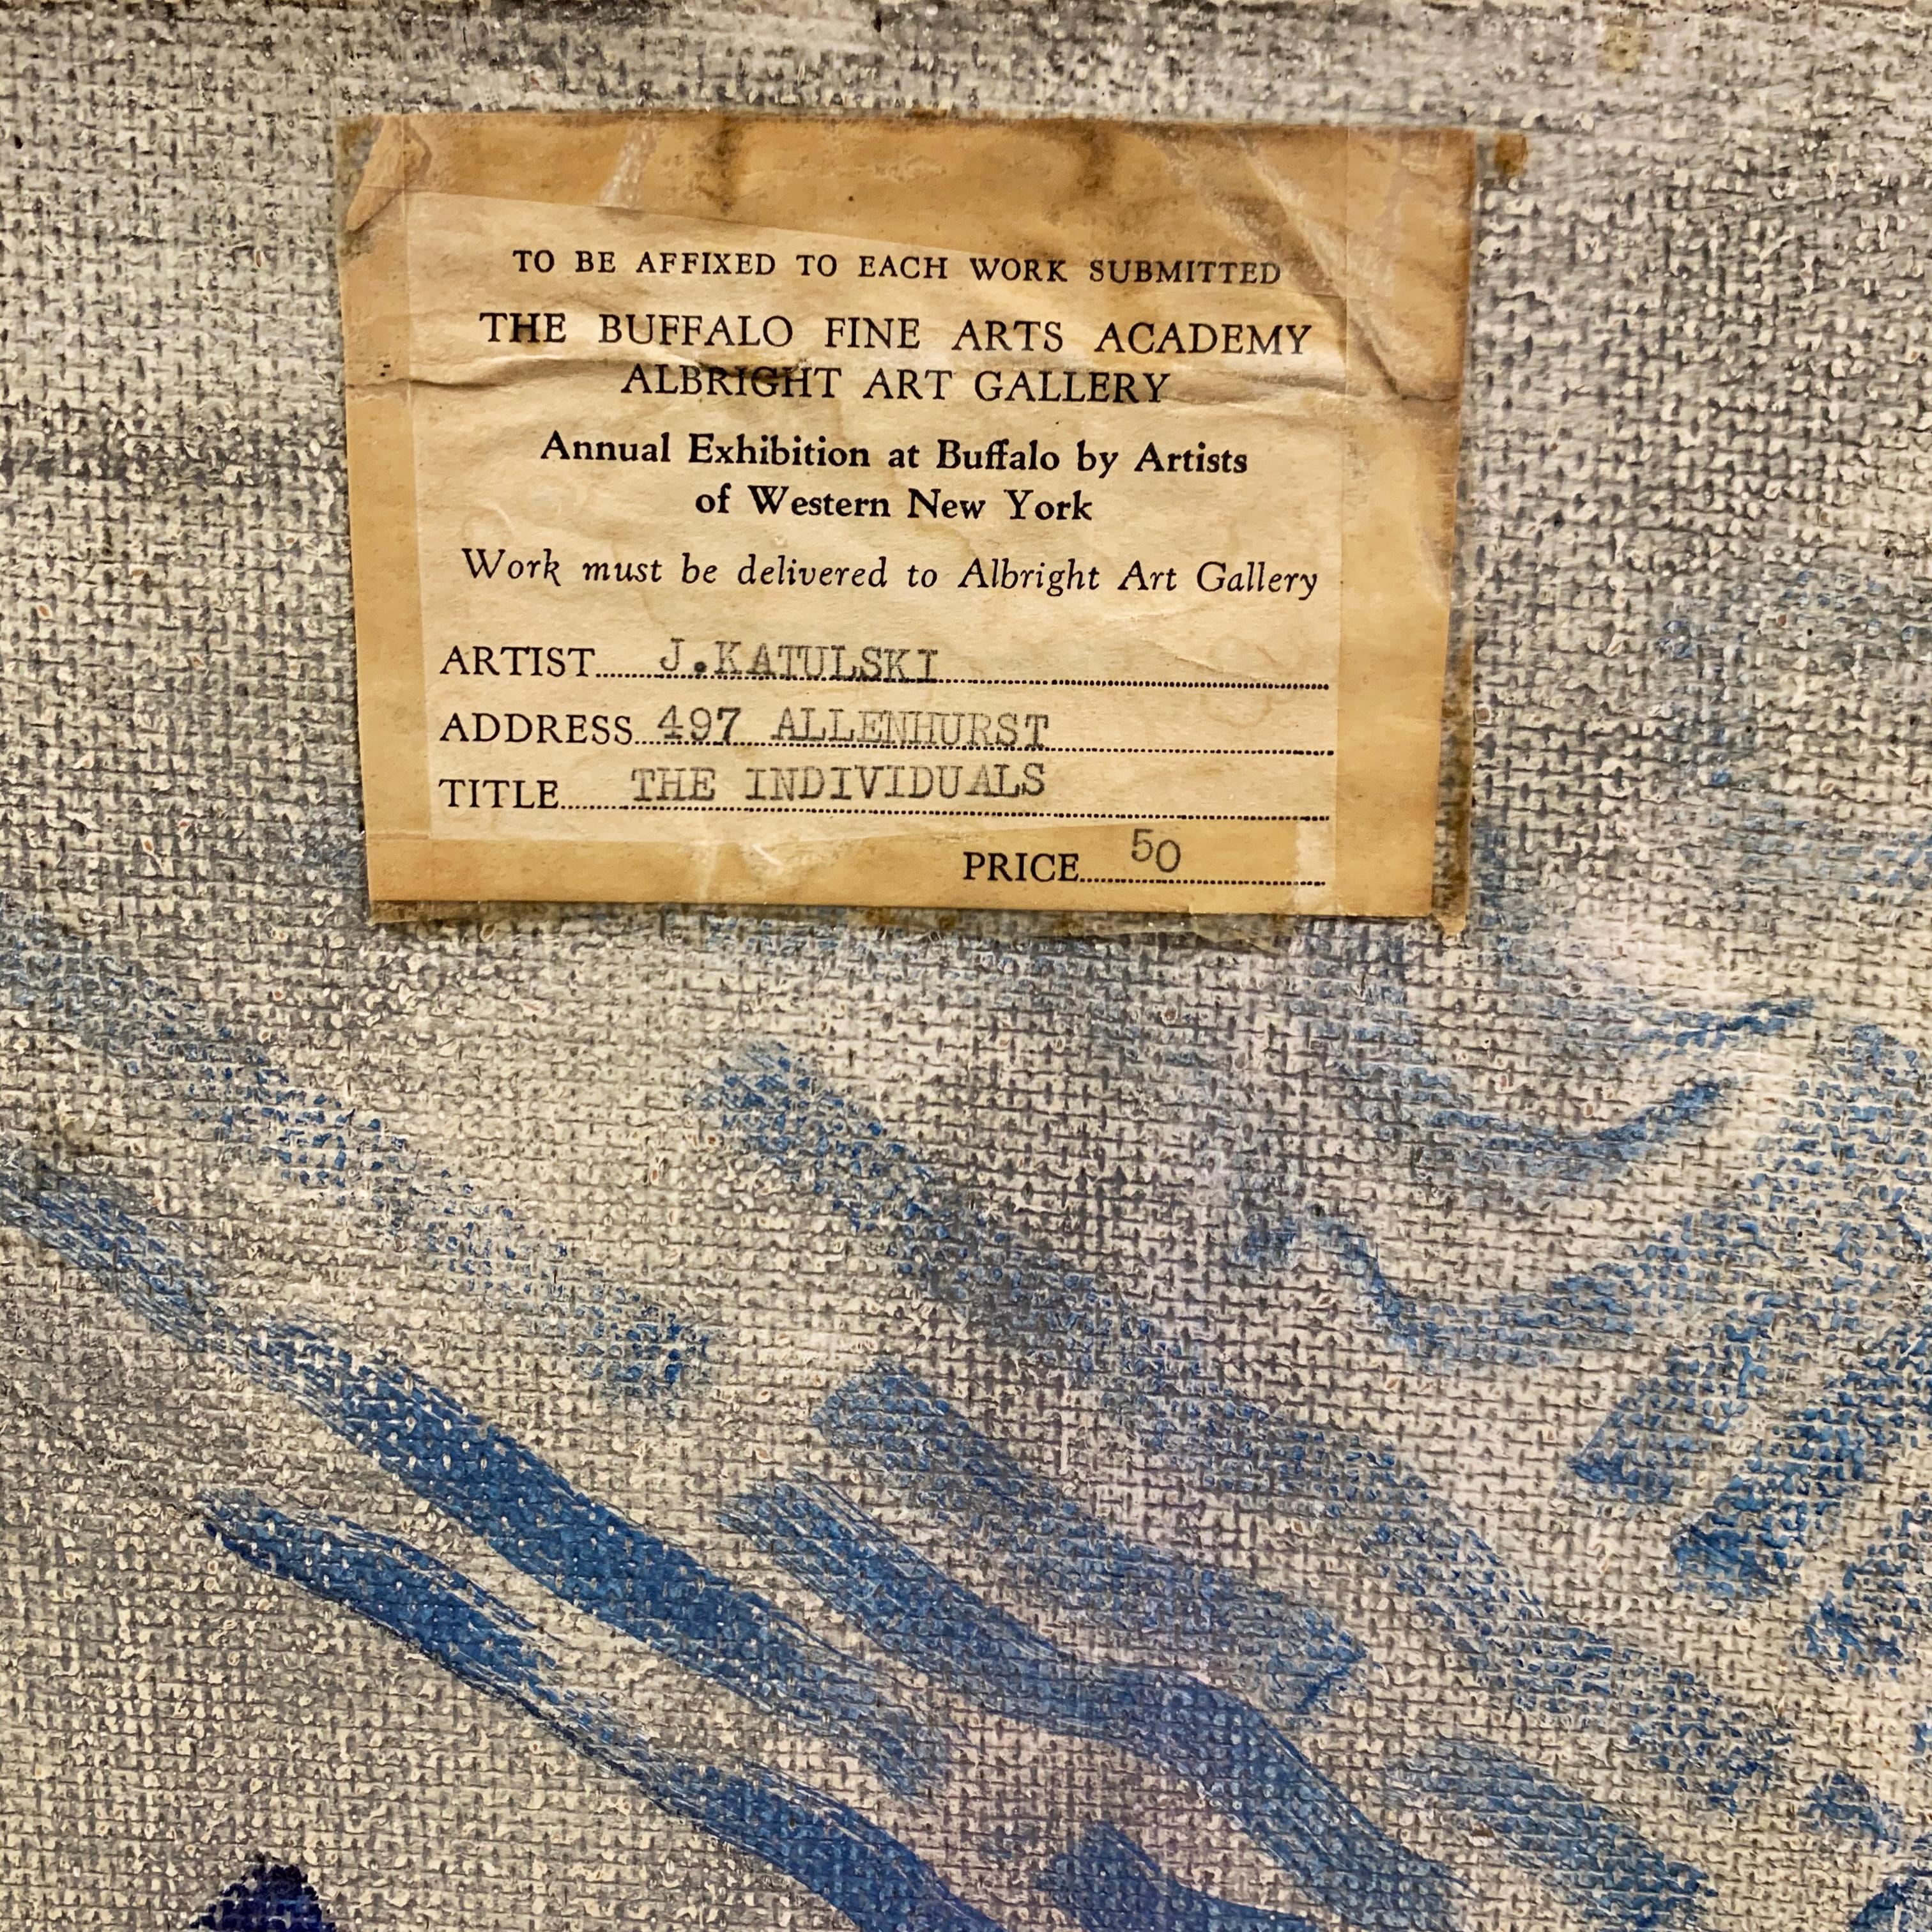 TO BE AFFIXED TO EACH WORK SUBMITTED
THE BUFFALO FINE ARTS ACADEMY
ALBRIGHT ART GALLERY
Annual Exhibition at Buffalo by Artists
of Western New York
Work must be delivered to Albright Art Gallery
ARTIST J.KATULSKI
ADDRESS 497 ALLENHURST
TITLE THE INDIVIDUALS
PRICE 50